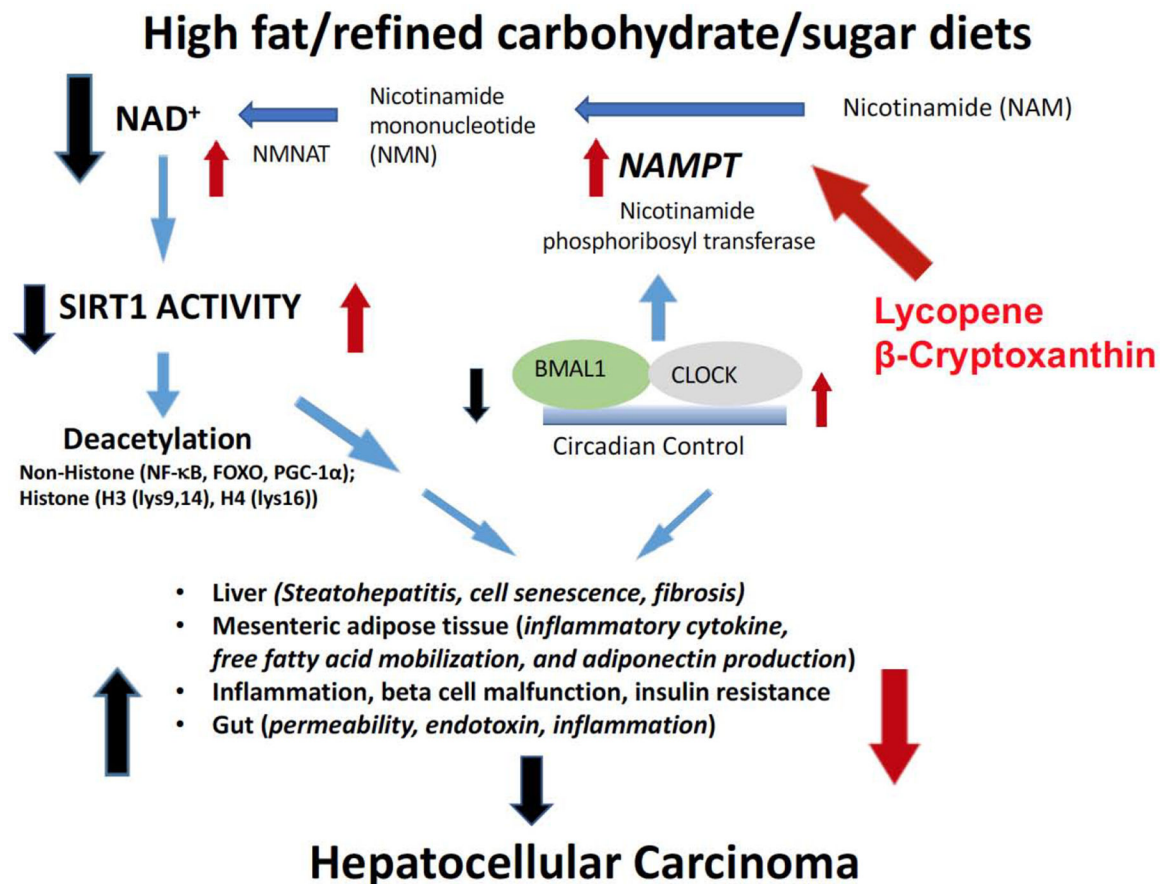 High fat/refined carbohydrate/sugar diets
NAD⁺
NMNAT
Nicotinamide
mononucleotide
(NMN)
Nicotinamide (NAM)
NAMPT
Nicotinamide
phosphoribosyl transferase
Lycopene
β-Cryptoxanthin
SIRT1 ACTIVITY
BMAL1
CLOCK
Circadian Control
Deacetylation
Non-Histone (NF-κB, FOXO, PGC-1α);
Histone (H3 (lys9,14), H4 (lys16))
• Liver (Steatohepatitis, cell senescence, fibrosis)
• Mesenteric adipose tissue (inflammatory cytokine,
free fatty acid mobilization, and adiponectin production)
• Inflammation, beta cell malfunction, insulin resistance
• Gut (permeability, endotoxin, inflammation)
Hepatocellular Carcinoma